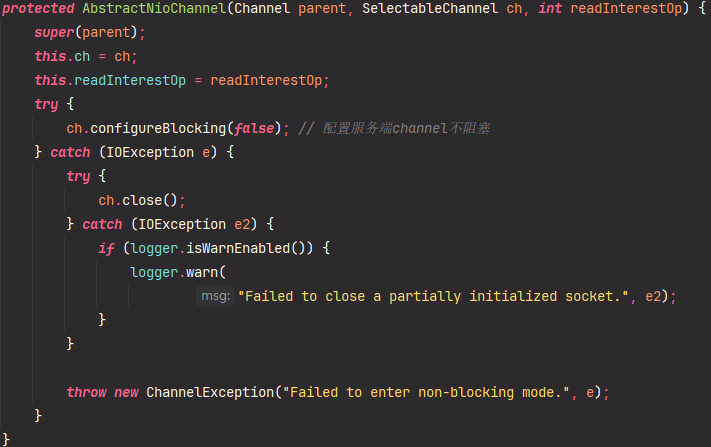 protected AbstractNioChannel(Channel parent, SelectableChannel ch, int readInterestOp) {
    super(parent);
    this.ch = ch;
    this.readInterestOp = readInterestOp;
    try {
        ch.configureBlocking(false); // 配置服务端channel不阻塞
    } catch (IOException e) {
        try {
            ch.close();
        } catch (IOException e2) {
            if (logger.isWarnEnabled()) {
                logger.warn(
                        msg: "Failed to close a partially initialized socket.", e2);
            }
        }

        throw new ChannelException("Failed to enter non-blocking mode.", e);
    }
}